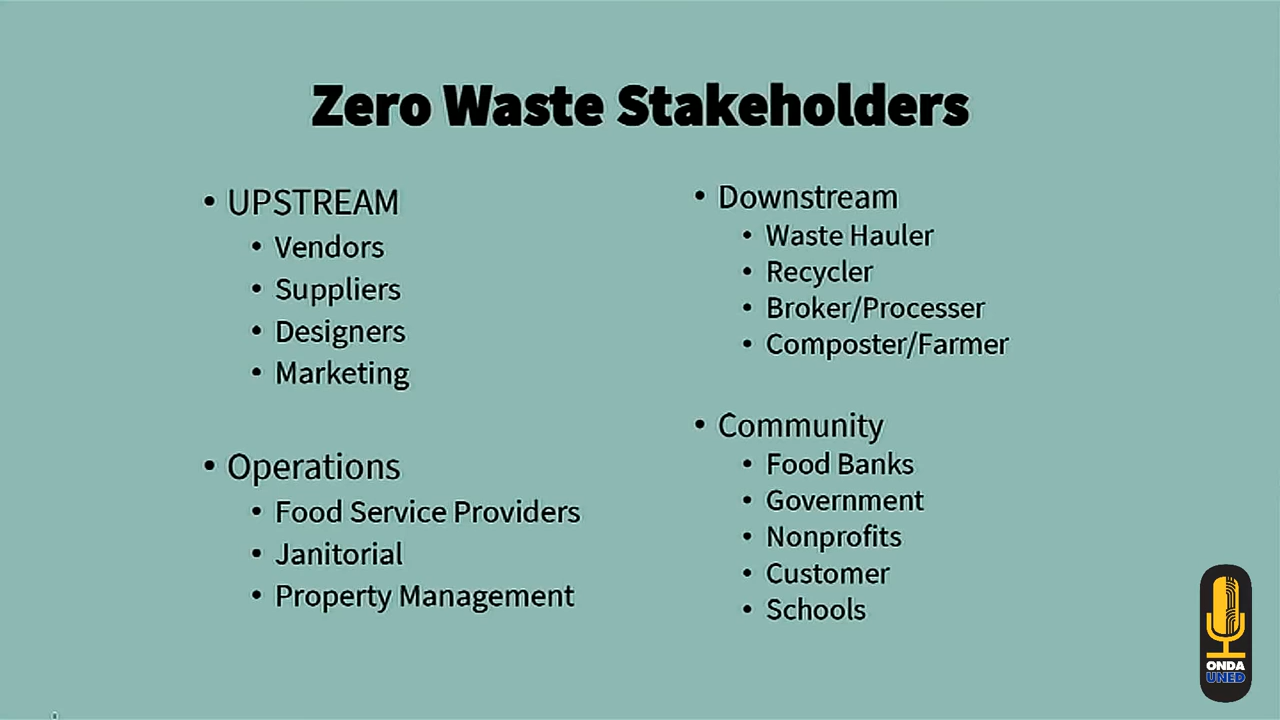 Zero Waste Stakeholders
• UPSTREAM
• Vendors
• Suppliers
• Designers
• Marketing
• Operations
• Food Service Providers
• Janitorial
• Property Management
• Downstream
• Waste Hauler
• Recycler
• Broker/Processer
• Composter/Farmer
• Community
• Food Banks
• Government
• Nonprofits
• Customer
• Schools
ONDA
UNED